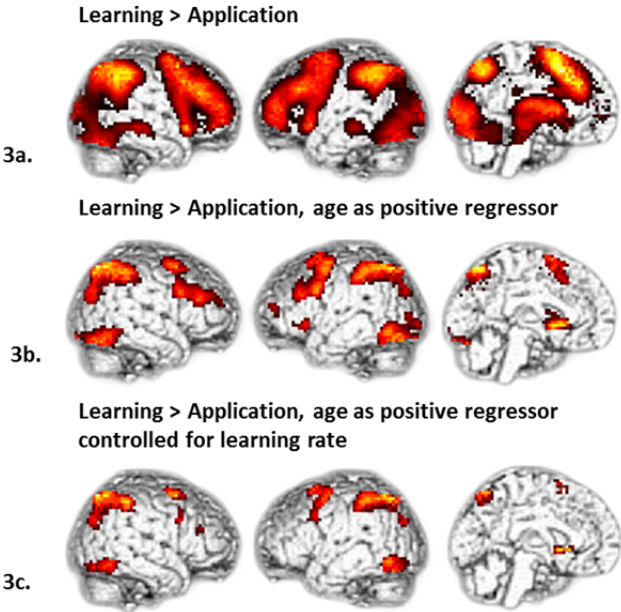 Learning > Application
3a.
Learning > Application, age as positive regressor
3b.
Learning > Application, age as positive regressor
controlled for learning rate
3c.